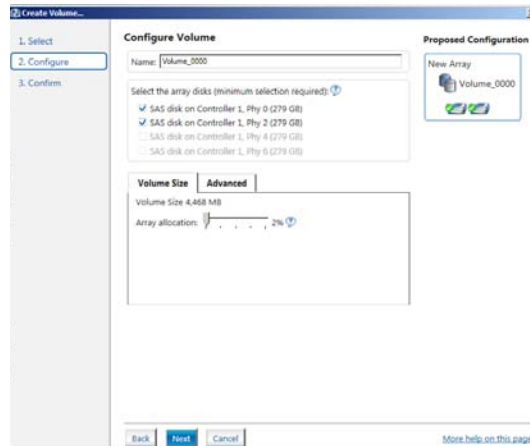 Create Volume...
1. Select
2. Configure
3. Confirm
Configure Volume
Name: Volume_0000
Select the array disks (minimum selection required):
SAS disk on Controller 1, Phy 0 (279 GB)
SAS disk on Controller 1, Phy 2 (279 GB)
SAS disk on Controller 1, Phy 4 (279 GB)
SAS disk on Controller 1, Phy 6 (279 GB)
Volume Size
Advanced
Volume Size 4,468 MB
Array allocation: 2%
Proposed Configuration
New Array
Volume_0000
Back
Next
Cancel
More help on this page